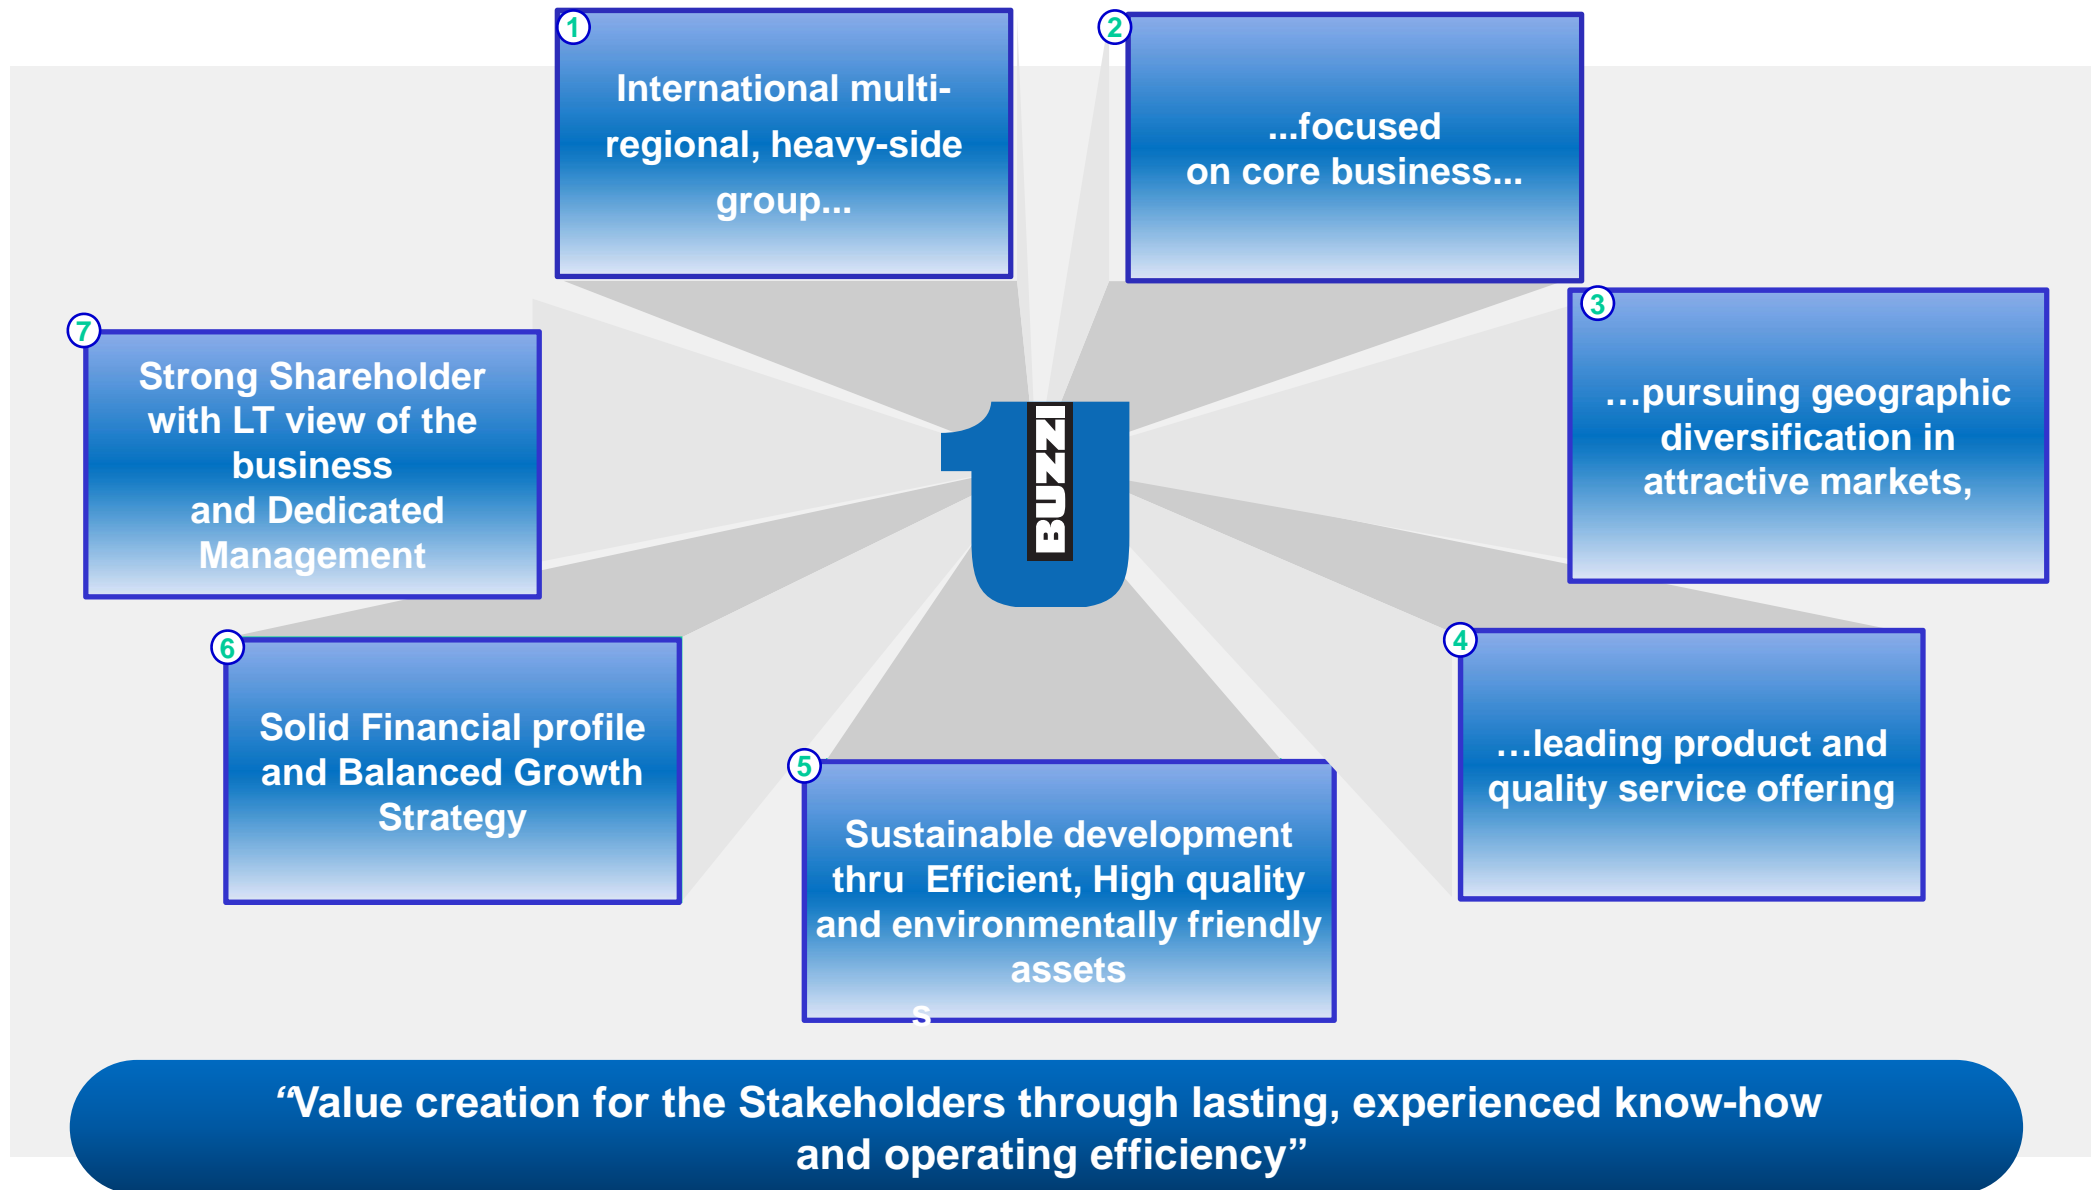 1
International multi-
regional, heavy-side
group...
2
...focused
on core business...
3
…pursuing geographic
diversification in
attractive markets,
4
…leading product and
quality service offering
5
Sustainable development
thru  Efficient, High quality
and environmentally friendly
assets
s
6
Solid Financial profile
and Balanced Growth
Strategy
7
Strong Shareholder
with LT view of the
business
and Dedicated
Management
BUZZI
“Value creation for the Stakeholders through lasting, experienced know-how
and operating efficiency”